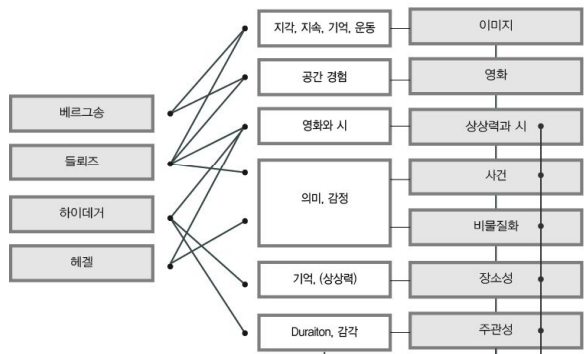 베르그송
들뢰즈
하이데거
헤겔
지각, 지속, 기억, 운동
공간 경험
영화와 시
의미, 감정
기억, (상상력)
Duraiton, 감각
이미지
영화
상상력과 시
사건
비물질화
장소성
주관성